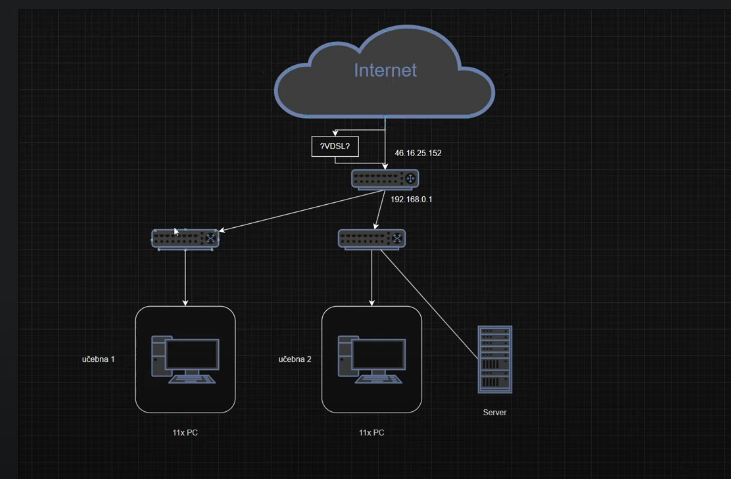 Internet
?VDSL?
46.16.25.152
192.168.0.1
učebna 1
učebna 2
11x PC
11x PC
Server